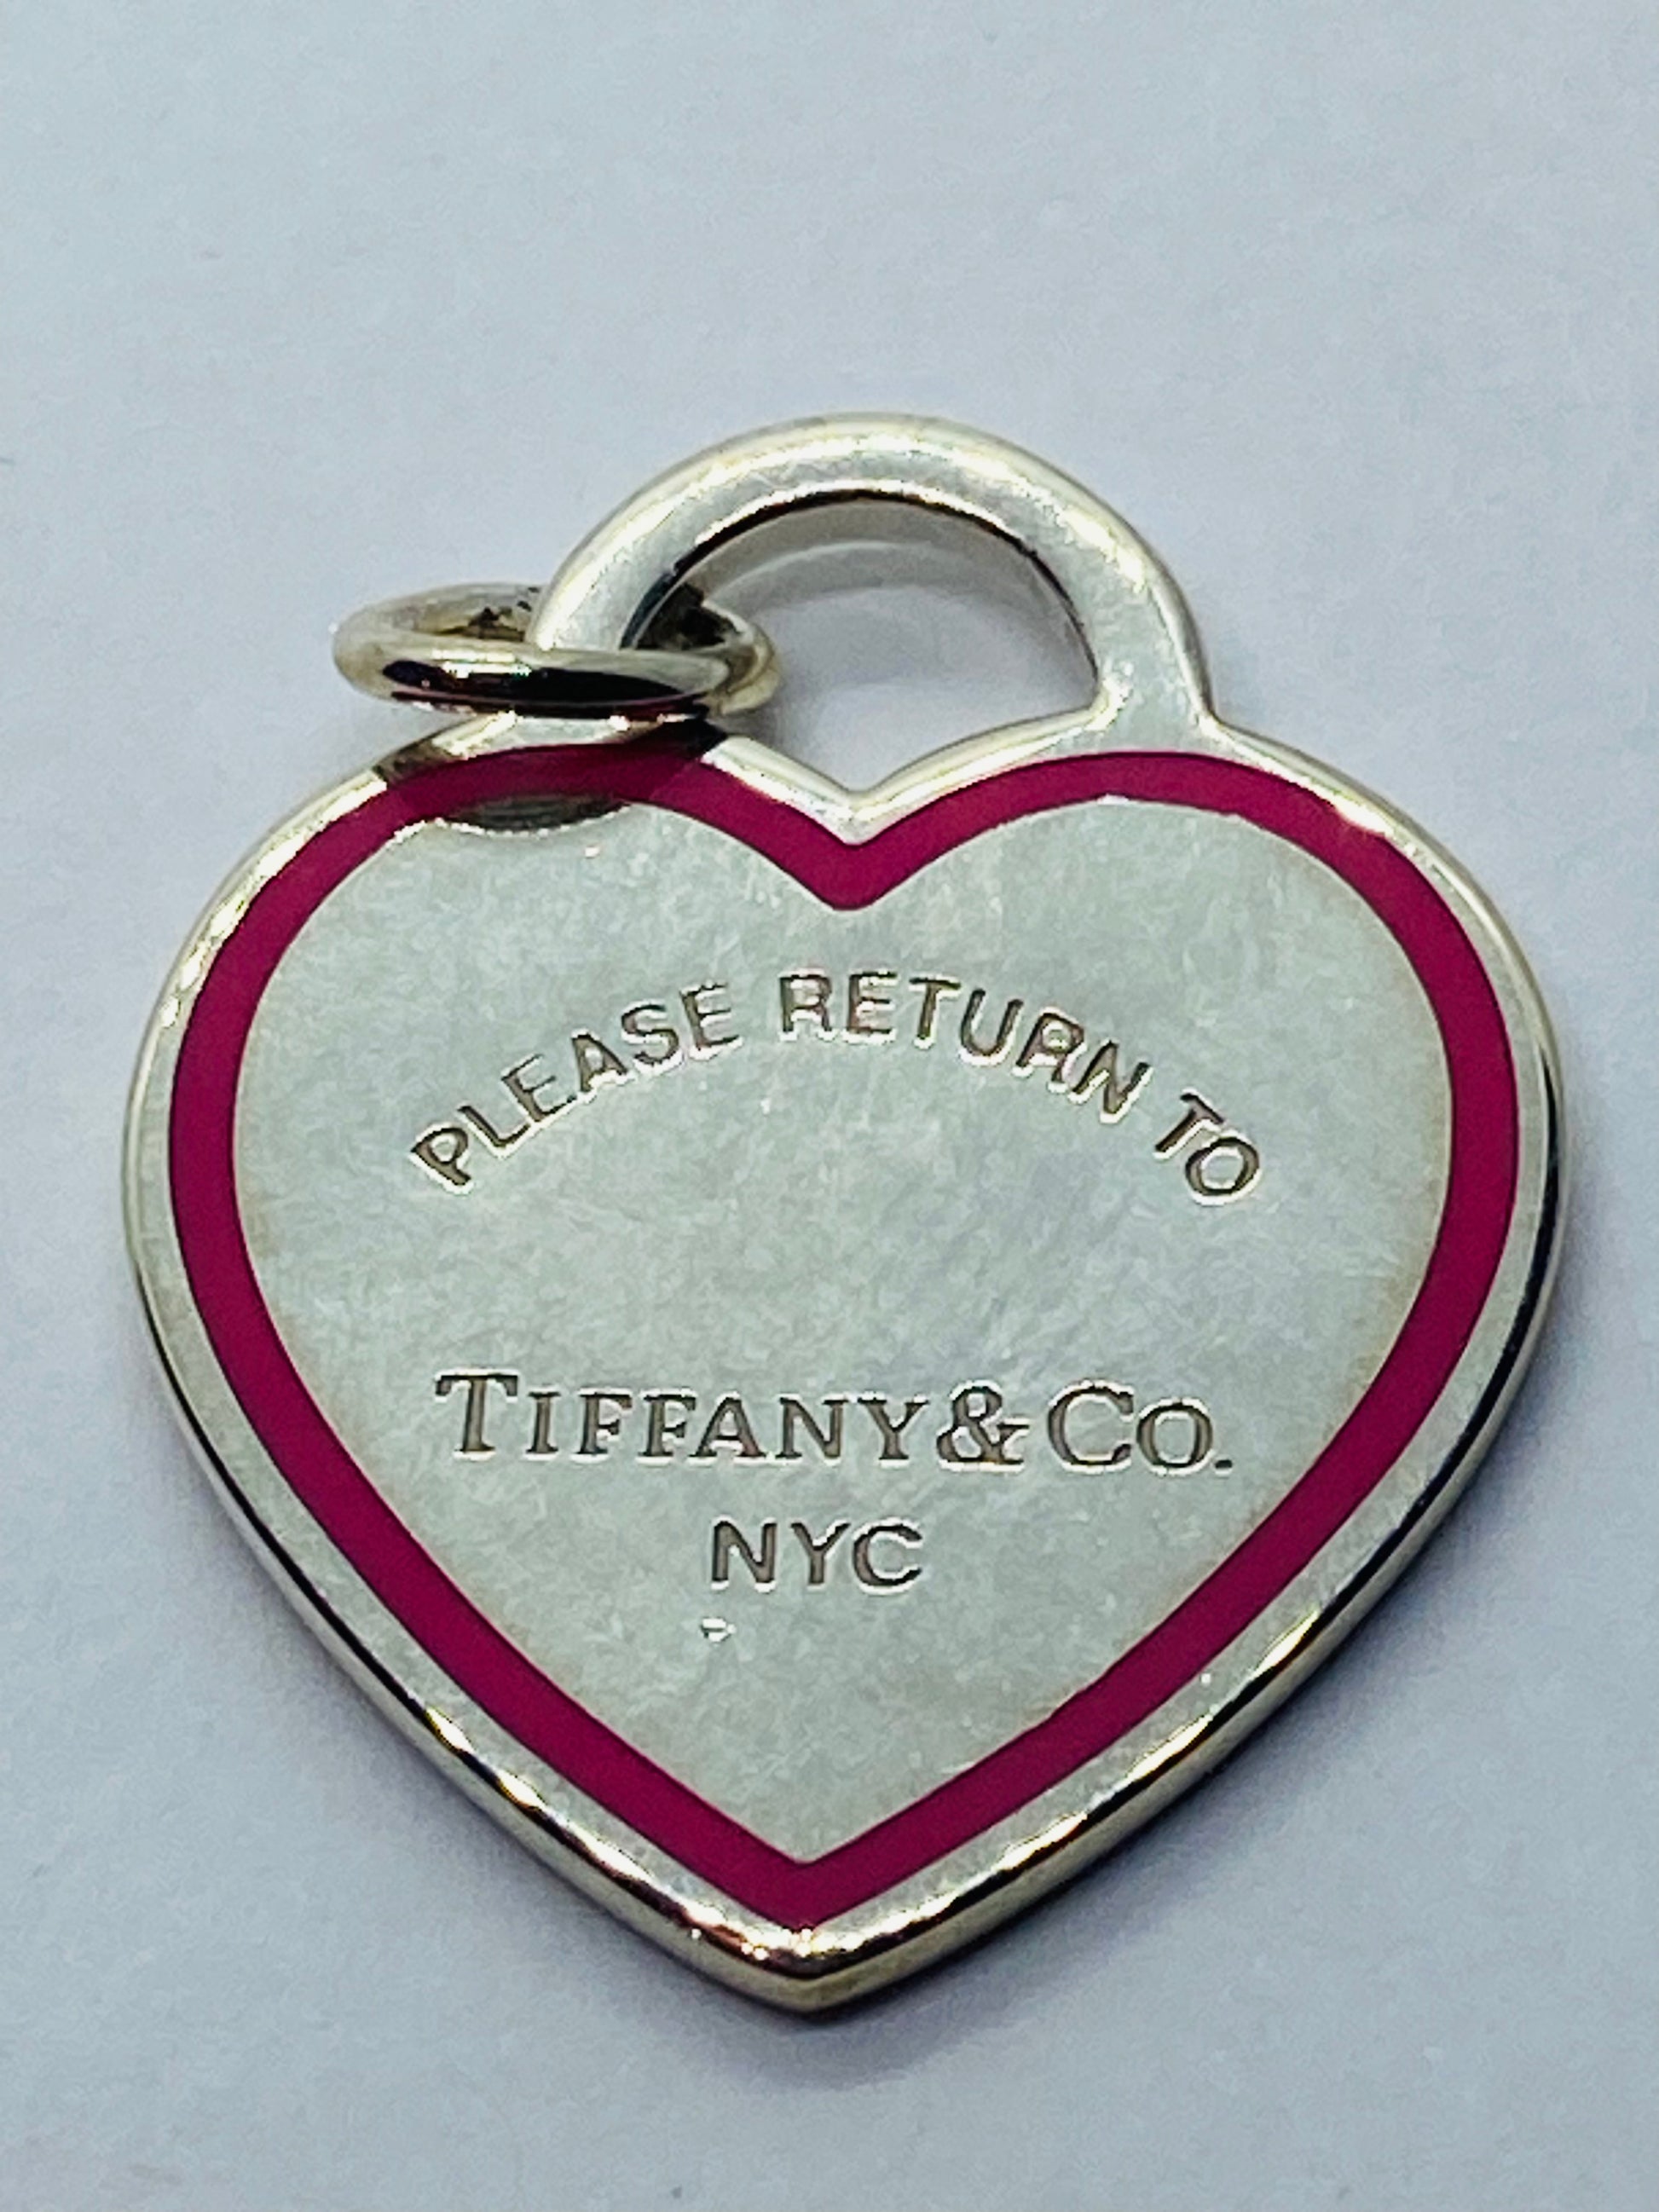 PLEASE RETURN TO
TIFFANY & CO.
NYC